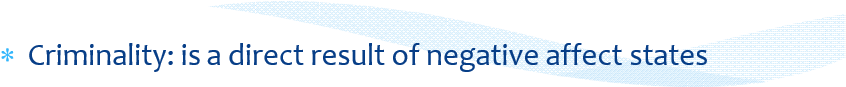 * Criminality: is a direct result of negative affect states